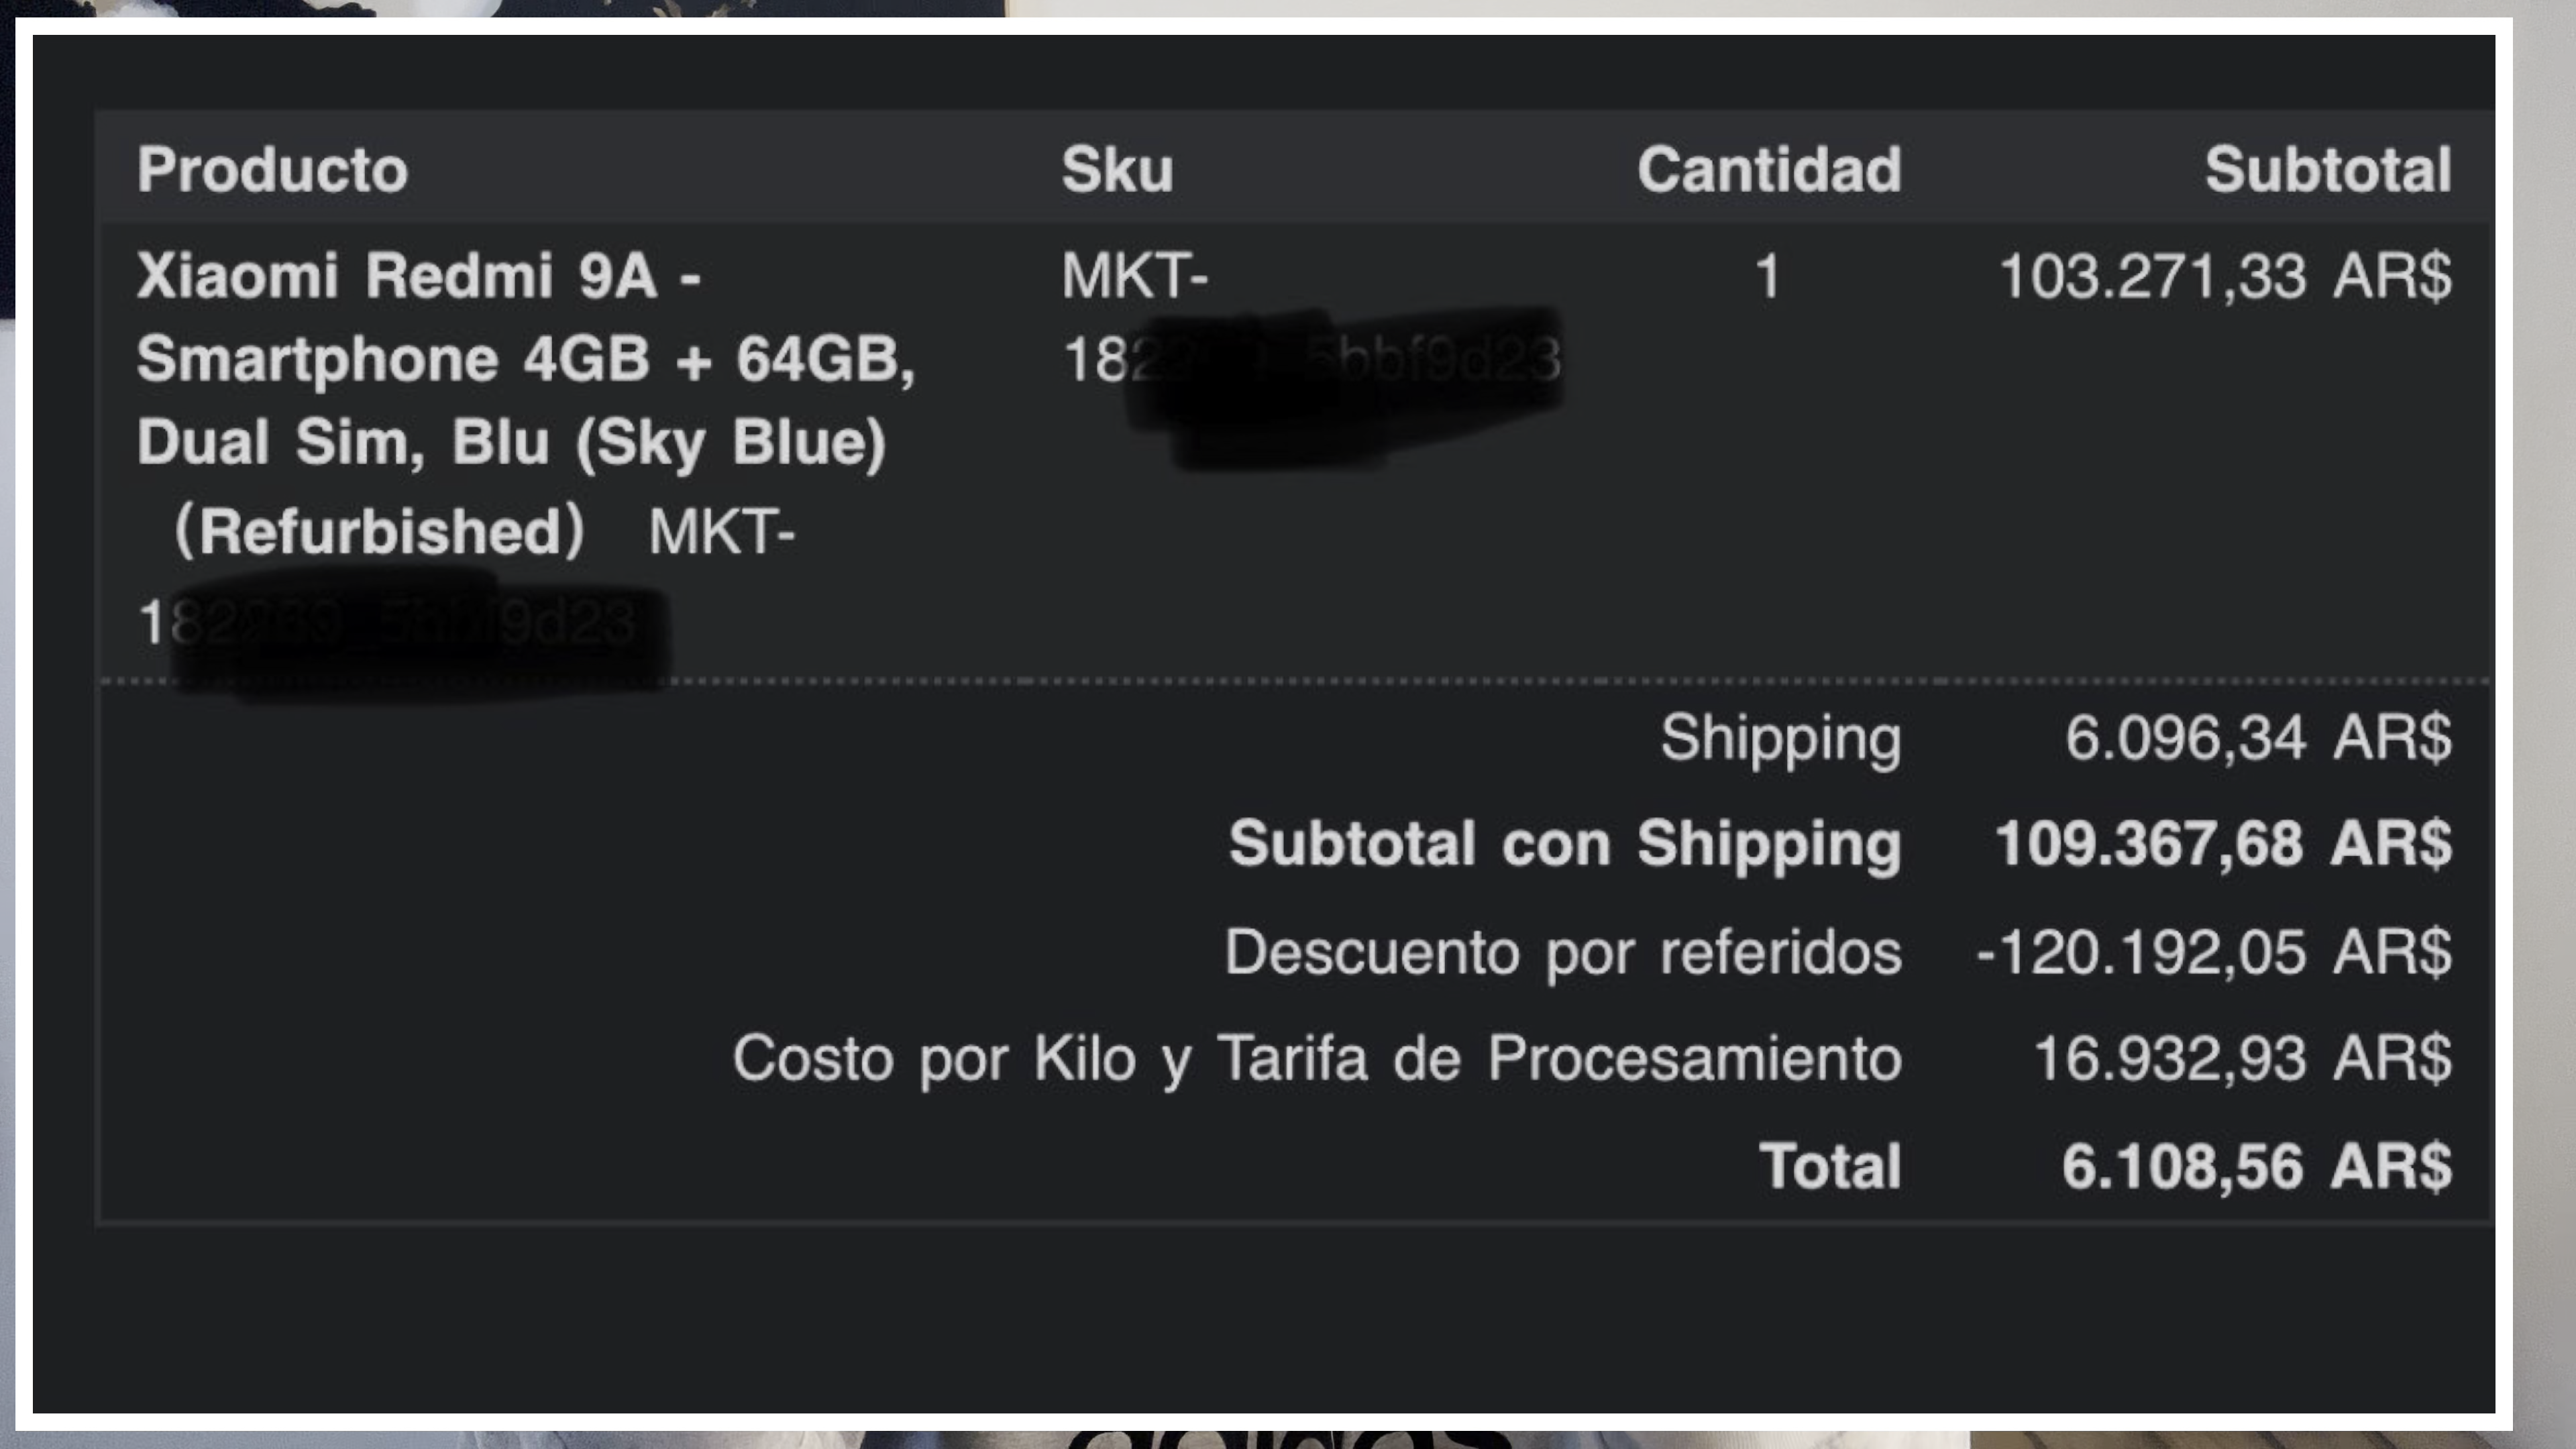 Producto Sku Cantidad Subtotal
Xiaomi Redmi 9A - MKT- 1 103.271,33 AR$
Smartphone 4GB + 64GB,
Dual Sim, Blu (Sky Blue)
(Refurbished) MKT-
Shipping 6.096,34 AR$
Subtotal con Shipping 109.367,68 AR$
Descuento por referidos -120.192,05 AR$
Costo por Kilo y Tarifa de Procesamiento 16.932,93 AR$
Total 6.108,56 AR$
adidas